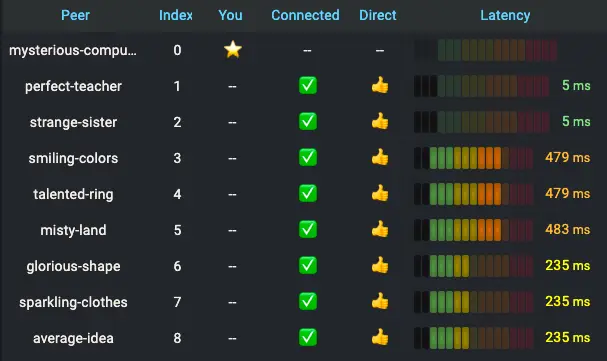 Peer Index You Connected Direct Latency
mysterious-compu... 0 -- --
perfect-teacher 1 -- 5 ms
strange-sister 2 -- 5 ms
smiling-colors 3 -- 479 ms
talented-ring 4 -- 479 ms
misty-land 5 -- 483 ms
glorious-shape 6 -- 235 ms
sparkling-clothes 7 -- 235 ms
average-idea 8 -- 235 ms